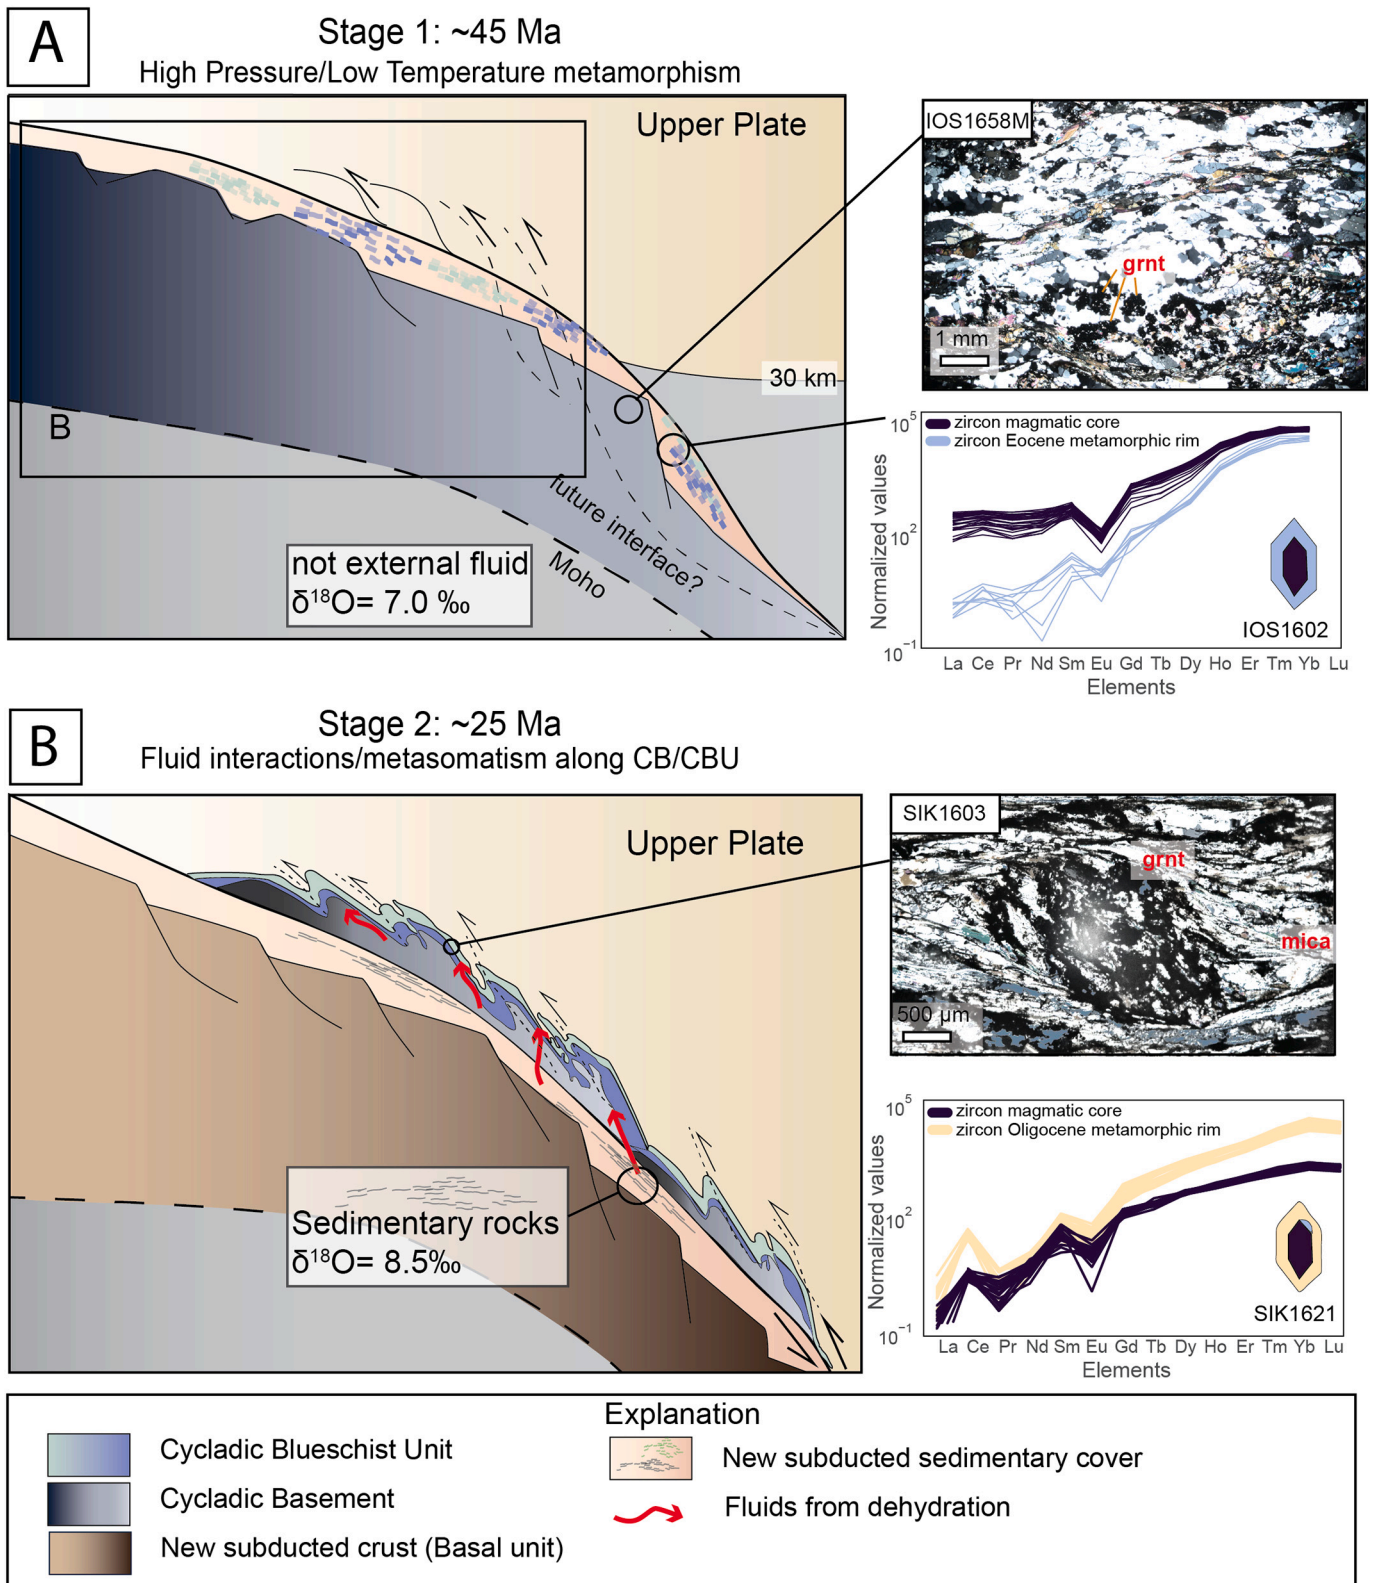 A
Stage 1: ~45 Ma
High Pressure/Low Temperature metamorphism
Upper Plate
30 km
B
future interface?
Moho
not external fluid
δ¹⁸O= 7.0 ‰
IOS1658M
grnt
1 mm
10⁵
10²
10⁻¹
Normalized values
zircon magmatic core
zircon Eocene metamorphic rim
IOS1602
La Ce Pr Nd Sm Eu Gd Tb Dy Ho Er Tm Yb Lu
Elements
B
Stage 2: ~25 Ma
Fluid interactions/metasomatism along CB/CBU
Upper Plate
Sedimentary rocks
δ¹⁸O= 8.5‰
SIK1603
grnt
mica
500 μm
10⁵
10²
10⁻¹
Normalized values
zircon magmatic core
zircon Oligocene metamorphic rim
SIK1621
La Ce Pr Nd Sm Eu Gd Tb Dy Ho Er Tm Yb Lu
Elements
Explanation
Cycladic Blueschist Unit
Cycladic Basement
New subducted crust (Basal unit)
New subducted sedimentary cover
Fluids from dehydration